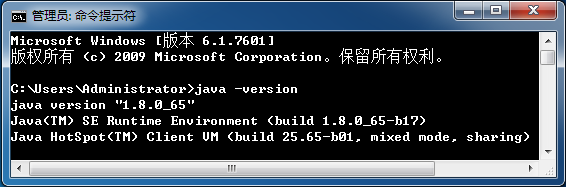 管理员: 命令提示符
Microsoft Windows [版本 6.1.7601]
版权所有 (c) 2009 Microsoft Corporation。保留所有权利。
C:\Users\Administrator>java -version
java version "1.8.0_65"
Java(TM) SE Runtime Environment (build 1.8.0_65-b17)
Java HotSpot(TM) Client VM (build 25.65-b01, mixed mode, sharing)